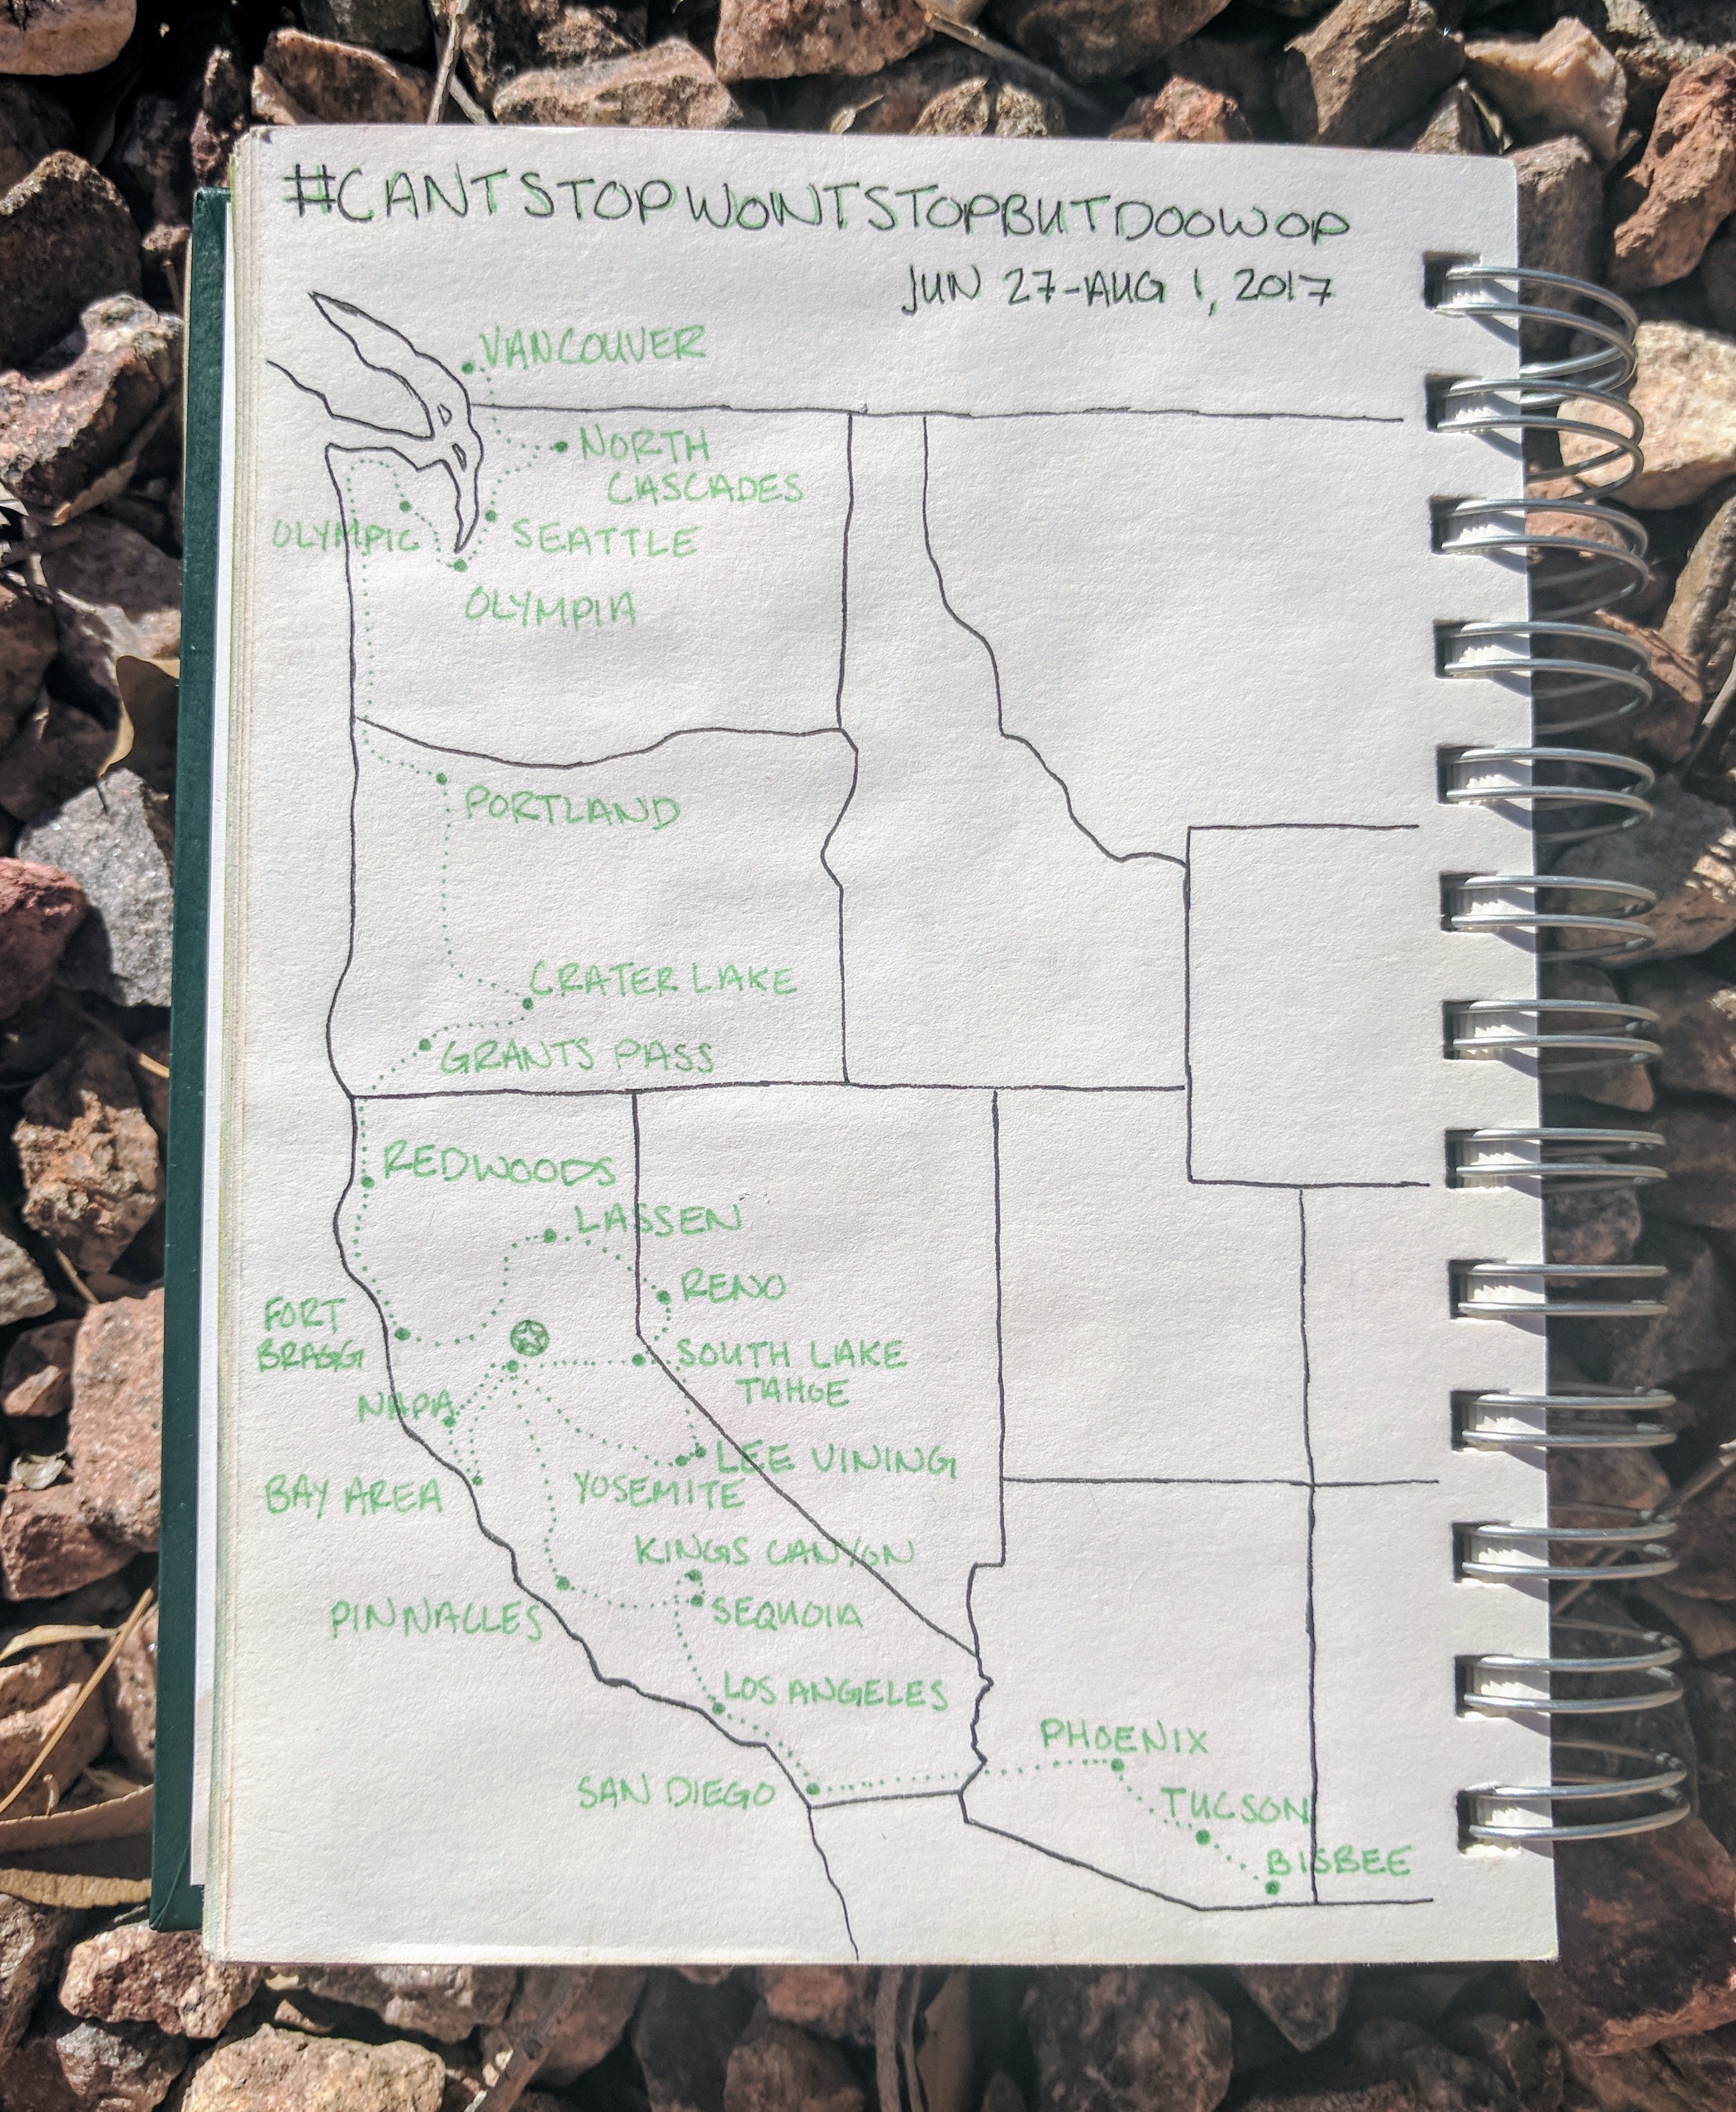 #CANTSTOPWONTSTOPBUTDOOWOP
JUN 27-AUG 1, 2017
VANCOUVER
NORTH
CASCADES
OLYMPIC
SEATTLE
OLYMPIA
PORTLAND
CRATER LAKE
GRANTS PASS
REDWOODS
LASSEN
RENO
FORT
BRAGG
SOUTH LAKE
TAHOE
NAPA
LEE VINING
BAY AREA
YOSEMITE
KINGS CANYON
PINNACLES
SEQUOIA
LOS ANGELES
PHOENIX
SAN DIEGO
TUCSON
BISBEE